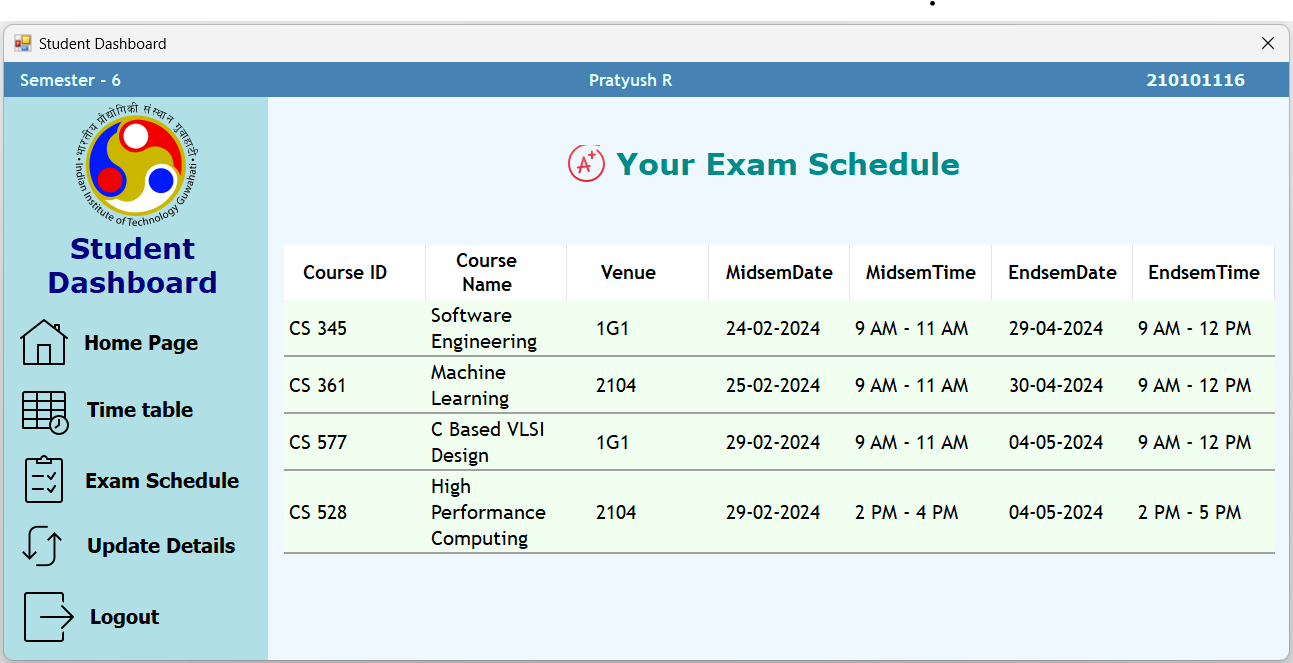 Student Dashboard
Semester - 6 Pratyush R 210101116
भारतीय प्रौद्योगिकी संस्थान गुवाहाटी
Indian Institute of Technology Guwahati
A+ Your Exam Schedule
Student
Dashboard
Home Page
Time table
Exam Schedule
Update Details
Logout
Course ID Course Name Venue MidsemDate MidsemTime EndsemDate EndsemTime
CS 345 Software Engineering 1G1 24-02-2024 9 AM - 11 AM 29-04-2024 9 AM - 12 PM
CS 361 Machine Learning 2104 25-02-2024 9 AM - 11 AM 30-04-2024 9 AM - 12 PM
CS 577 C Based VLSI Design 1G1 29-02-2024 9 AM - 11 AM 04-05-2024 9 AM - 12 PM
CS 528 High Performance Computing 2104 29-02-2024 2 PM - 4 PM 04-05-2024 2 PM - 5 PM